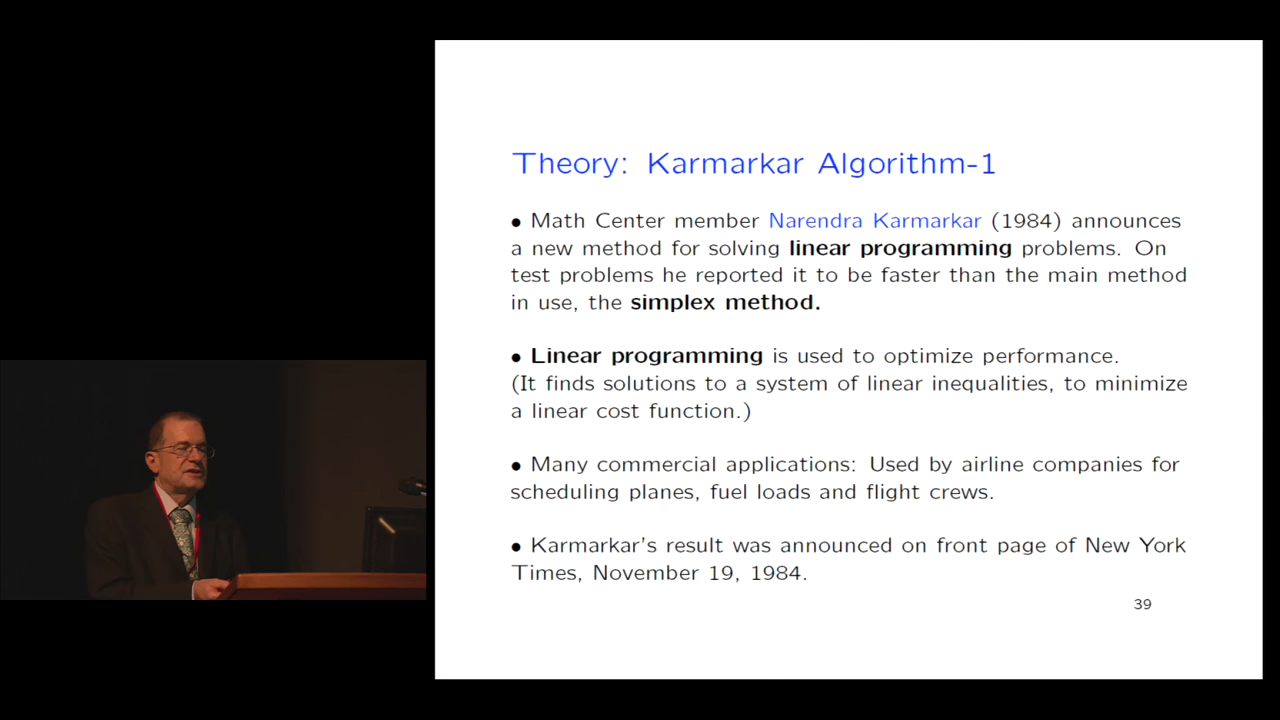 Theory: Karmarkar Algorithm-1
• Math Center member Narendra Karmarkar (1984) announces
a new method for solving linear programming problems. On
test problems he reported it to be faster than the main method
in use, the simplex method.
• Linear programming is used to optimize performance.
(It finds solutions to a system of linear inequalities, to minimize
a linear cost function.)
• Many commercial applications: Used by airline companies for
scheduling planes, fuel loads and flight crews.
• Karmarkar's result was announced on front page of New York
Times, November 19, 1984.
39